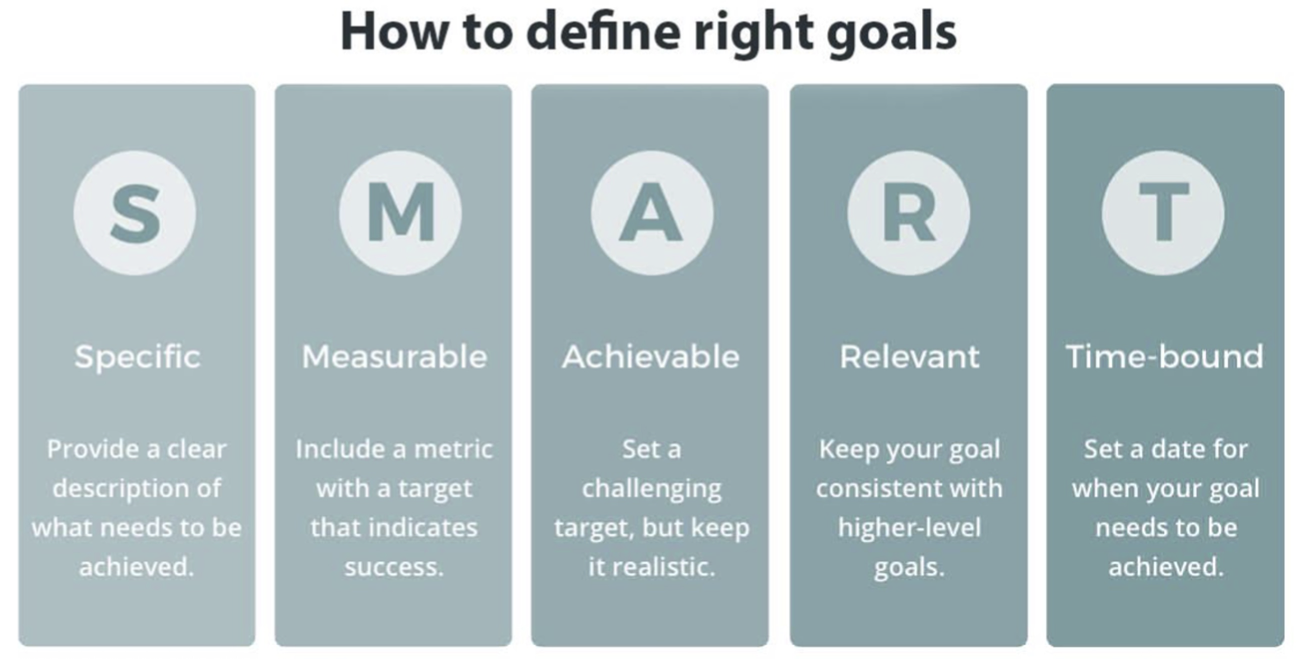 How to define right goals
S
Specific
Provide a clear
description of
what needs to be
achieved.
M
Measurable
Include a metric
with a target
that indicates
success.
A
Achievable
Set a
challenging
target, but keep
it realistic.
R
Relevant
Keep your goal
consistent with
higher-level
goals.
T
Time-bound
Set a date for
when your goal
needs to be
achieved.